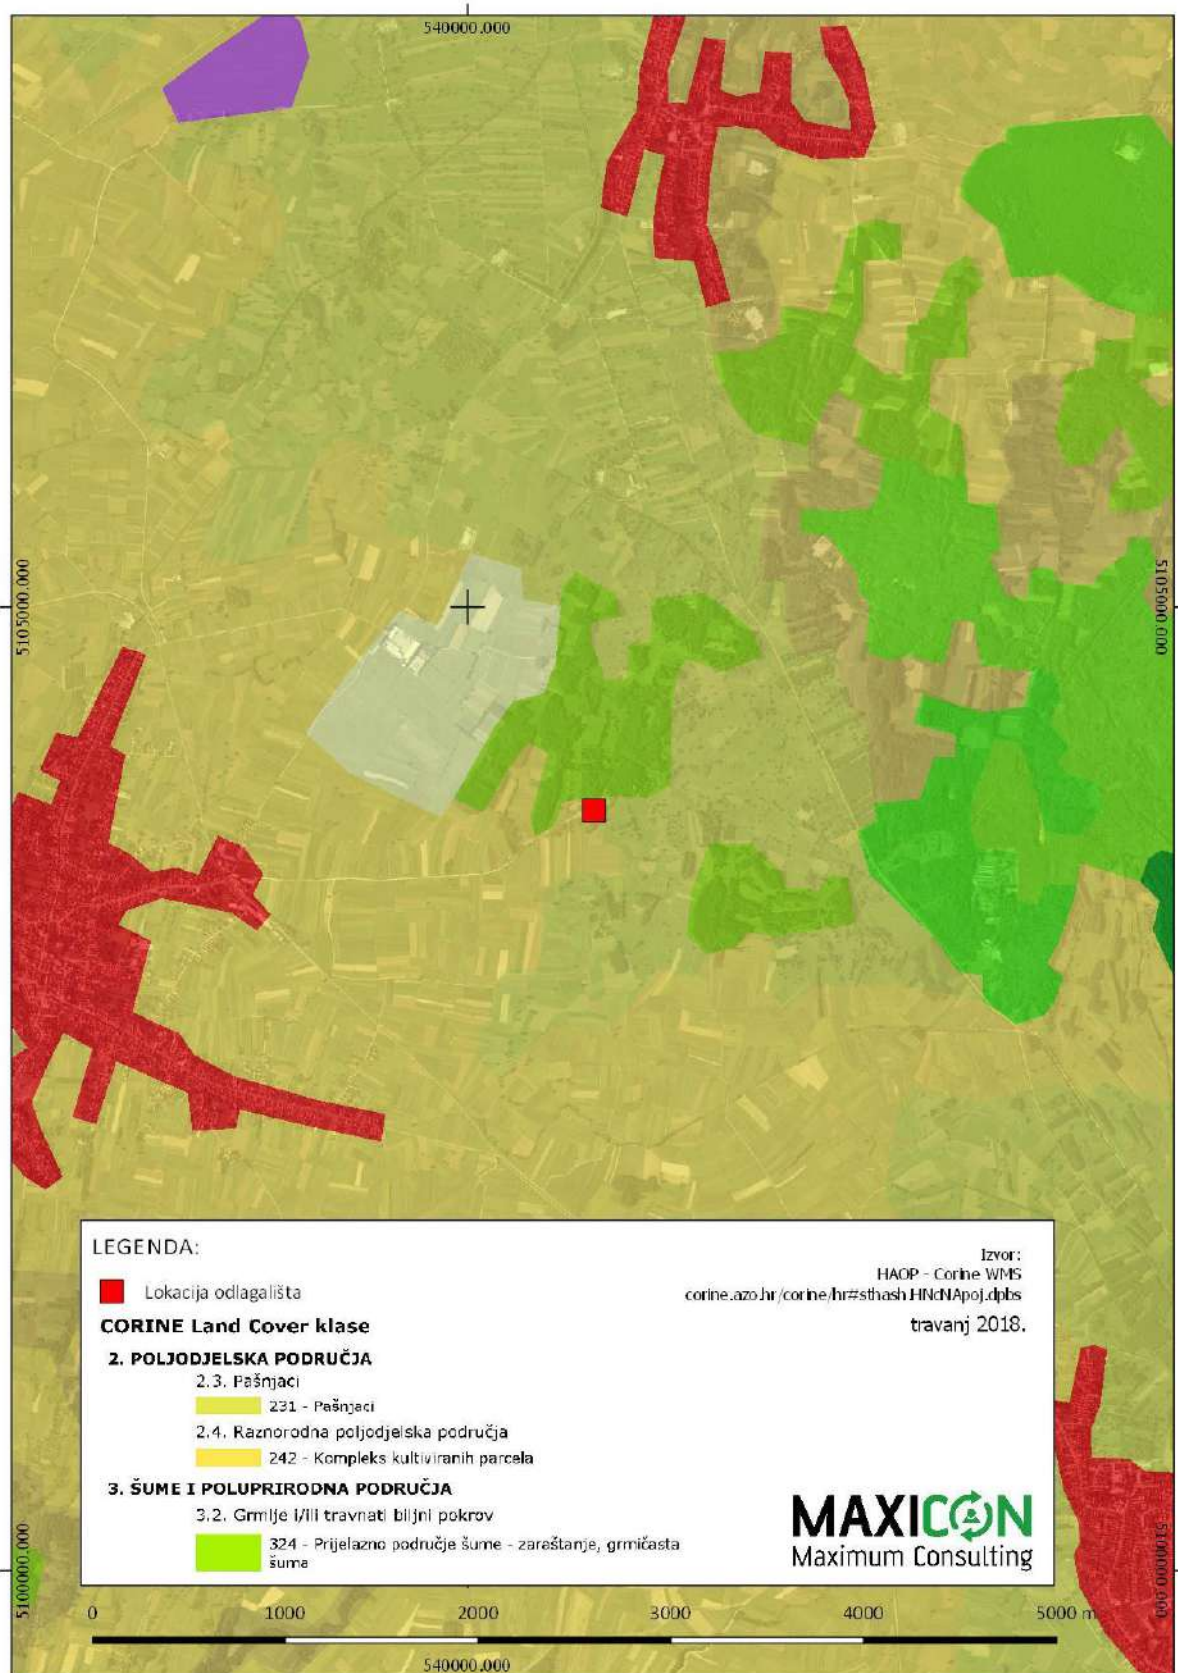 540000.000
5105000.000
5105000.000
LEGENDA:
Lokacija odlagališta
CORINE Land Cover klase
2. POLJODJELSKA PODRUČJA
2.3. Pašnjaci
231 - Pašnjaci
2.4. Raznorodna poljodjelska područja
242 - Kompleks kultiviranih parcela
3. ŠUME I POLUPRIRODNA PODRUČJA
3.2. Grmlje i/ili travnati biljni pokrov
324 - Prijelazno područje šume - zaraštanje, grmičasta
šuma
Izvor:
HAOP - Corine WMS
corine.azo.hr/corine/hr#sthash.HNcNApoj.dpbs
travanj 2018.
MAXICON
Maximum Consulting
5100000.000
5100000.000
0 1000 2000 3000 4000 5000 m
540000.000